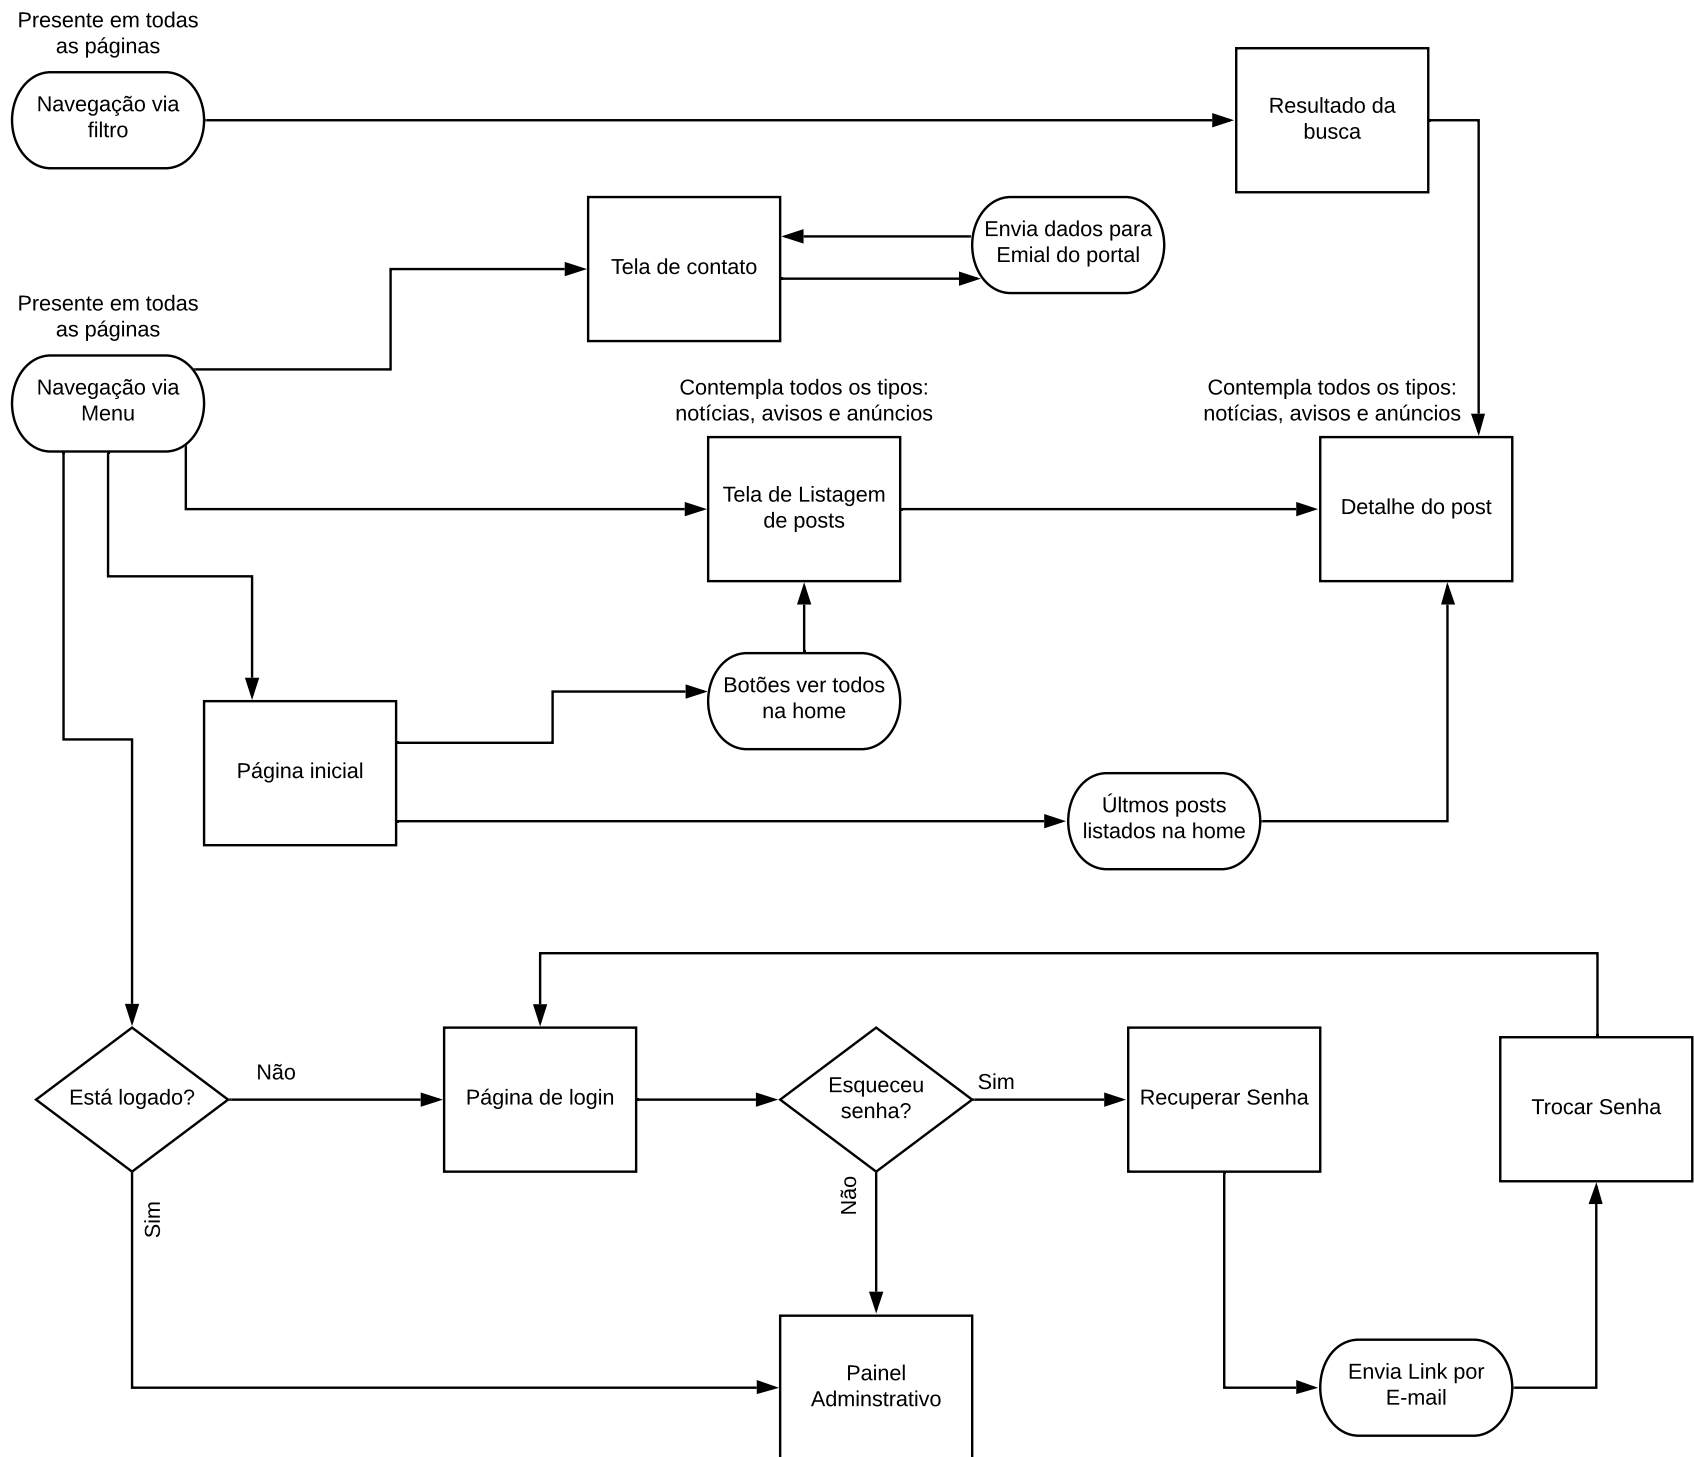 Presente em todas
as páginas
Navegação via
filtro
Resultado da
busca
Tela de contato
Envia dados para
Emial do portal
Presente em todas
as páginas
Navegação via
Menu
Contempla todos os tipos:
notícias, avisos e anúncios
Contempla todos os tipos:
notícias, avisos e anúncios
Tela de Listagem
de posts
Detalhe do post
Botões ver todos
na home
Página inicial
Últmos posts
listados na home
Está logado?
Não
Página de login
Esqueceu
senha?
Sim
Recuperar Senha
Trocar Senha
Sim
Não
Painel
Adminstrativo
Envia Link por
E-mail